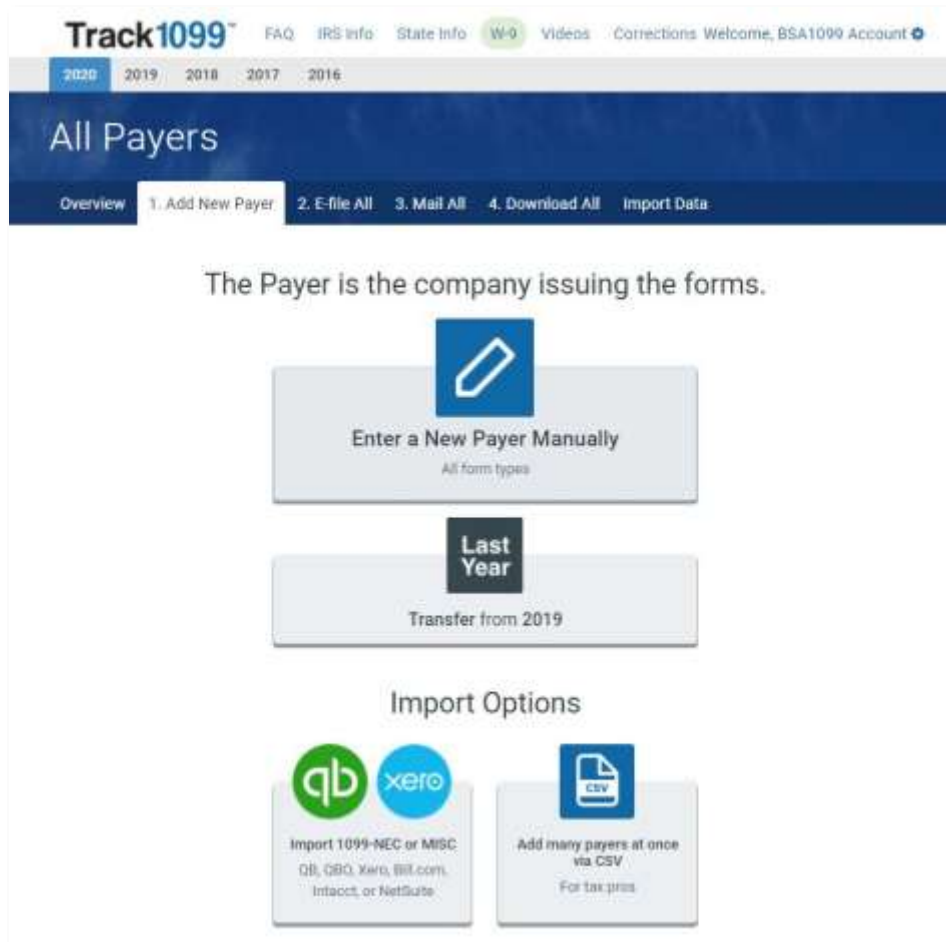 Track1099™ FAQ IRS Info State Info W-9 Videos Corrections Welcome, BSA1099 Account
2020 2019 2018 2017 2016
All Payers
Overview 1. Add New Payer 2. E-file All 3. Mail All 4. Download All Import Data
The Payer is the company issuing the forms.
Enter a New Payer Manually
All form types
Last
Year
Transfer from 2019
Import Options
qb xero
CSV
Import 1099-NEC or MISC
QB, QBO, Xero, Bill.com,
Intacct, or NetSuite
Add many payers at once
via CSV
For tax pros